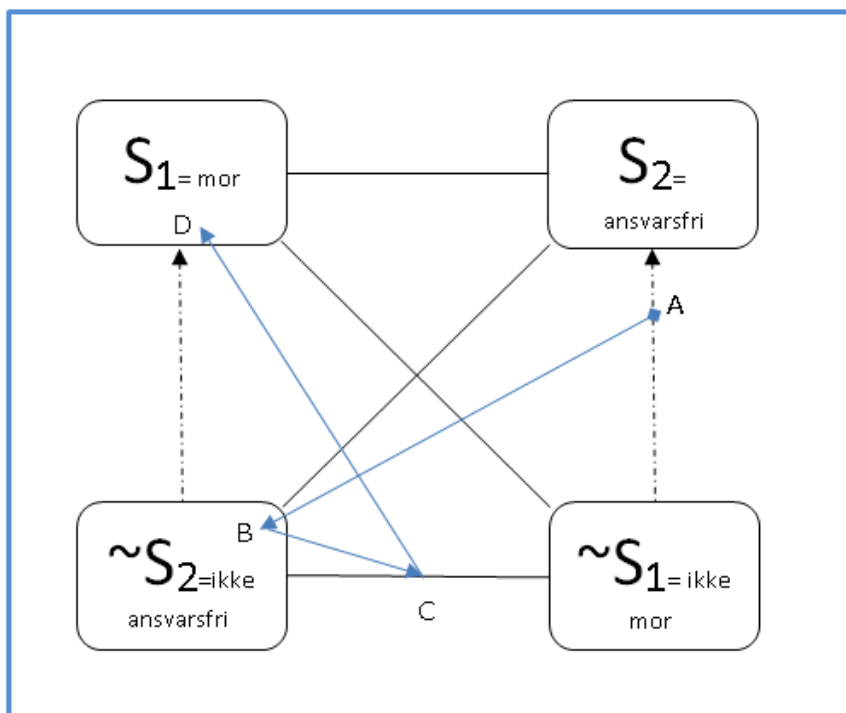 S1= mor
D
S2=
ansvarsfri
A
B
~S2=ikke
ansvarsfri
C
~S1= ikke
mor